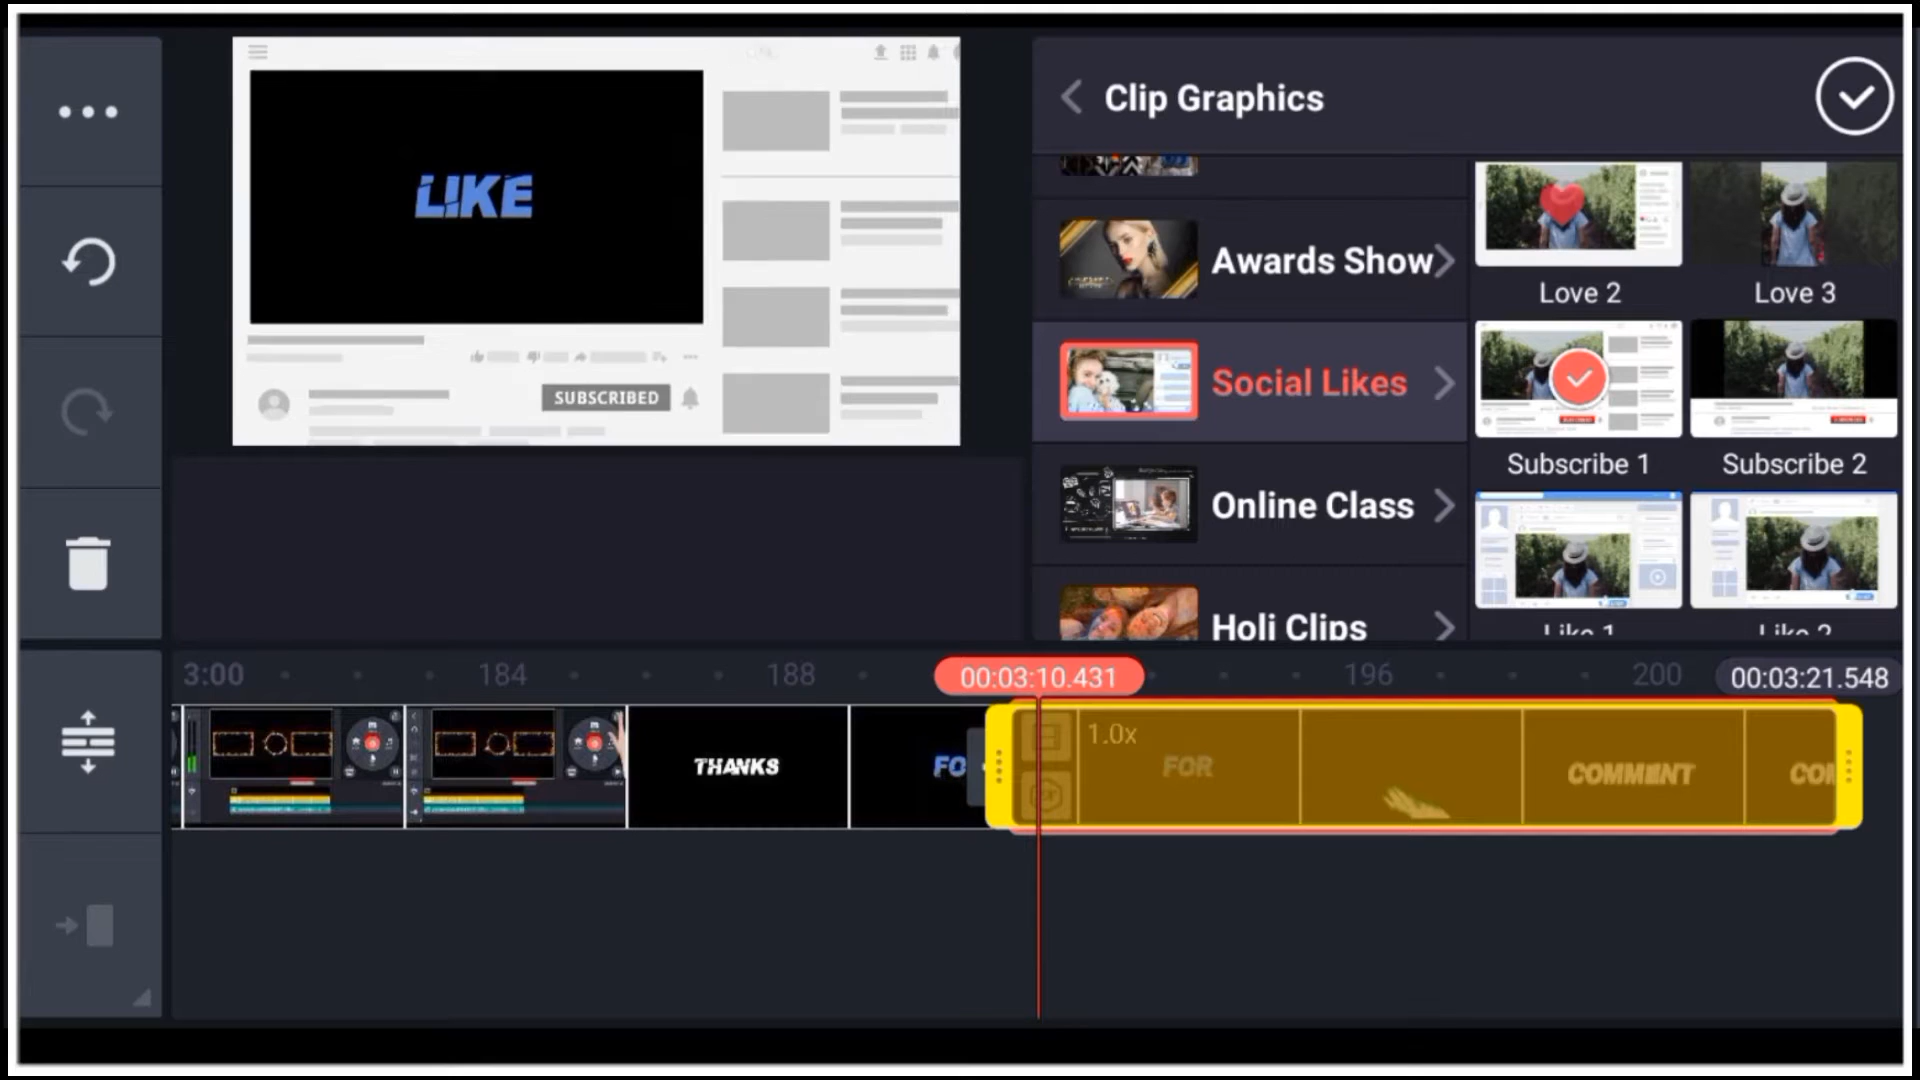 LIKE
SUBSCRIBED
Clip Graphics
Awards Show
Social Likes
Online Class
Holi Clips
Love 2
Love 3
Subscribe 1
Subscribe 2
Like 1
Like 2
3:00
184
188
00:03:10.431
196
200
00:03:21.548
THANKS
FO
1.0x
FOR
COMMENT
COM